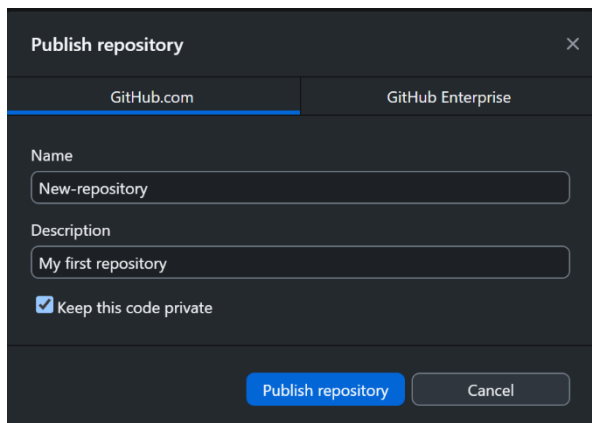 Publish repository
GitHub.com
GitHub Enterprise
Name
New-repository
Description
My first repository
Keep this code private
Publish repository
Cancel